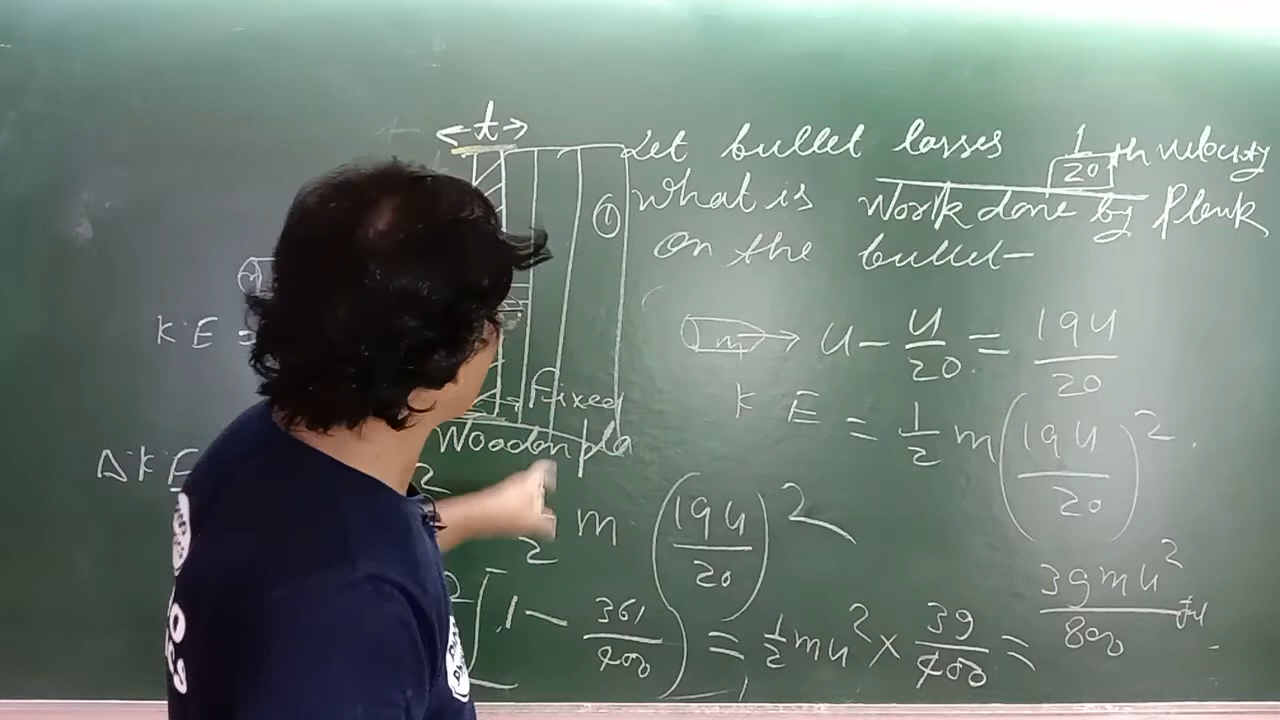 t
Let bullet losses 1/20 th velocity
What is Work done by Plank
on the bullet—
①
m → u - u/20 = 19u/20
K.E =
K E = 1/2 m (19u/20)²
Fixed
Wooden pla
ΔK.E
2
2 m (19u/20)²
[1 - 361/400] = 1/2 mu² × 39/400 = 39mu²/800